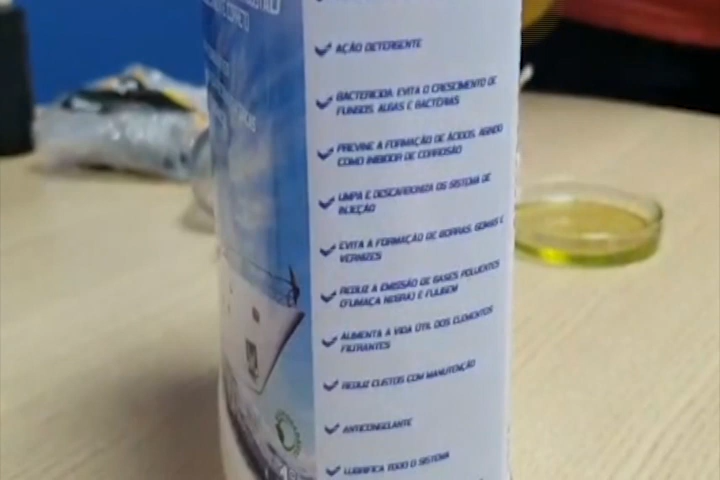 AÇÃO DETERGENTE
BACTERICIDA: EVITA O CRESCIMENTO DE
FUNGOS, ALGAS E BACTÉRIAS
PREVINE A FORMAÇÃO DE ÁCIDOS, AGINDO
COMO INIBIDOR DE CORROSÃO
LIMPA E DESCARBONIZA OS SISTEMA DE
INJEÇÃO
EVITA A FORMAÇÃO DE BORRAS, GOMAS E
VERNIZES
REDUZ A EMISSÃO DE GASES POLUENTES
(FUMAÇA NEGRA) E FULIGEM
AUMENTA A VIDA ÚTIL DOS ELEMENTOS
FILTRANTES
REDUZ CUSTOS COM MANUTENÇÃO
ANTICONGELANTE
LUBRIFICA TODO O SISTEMA